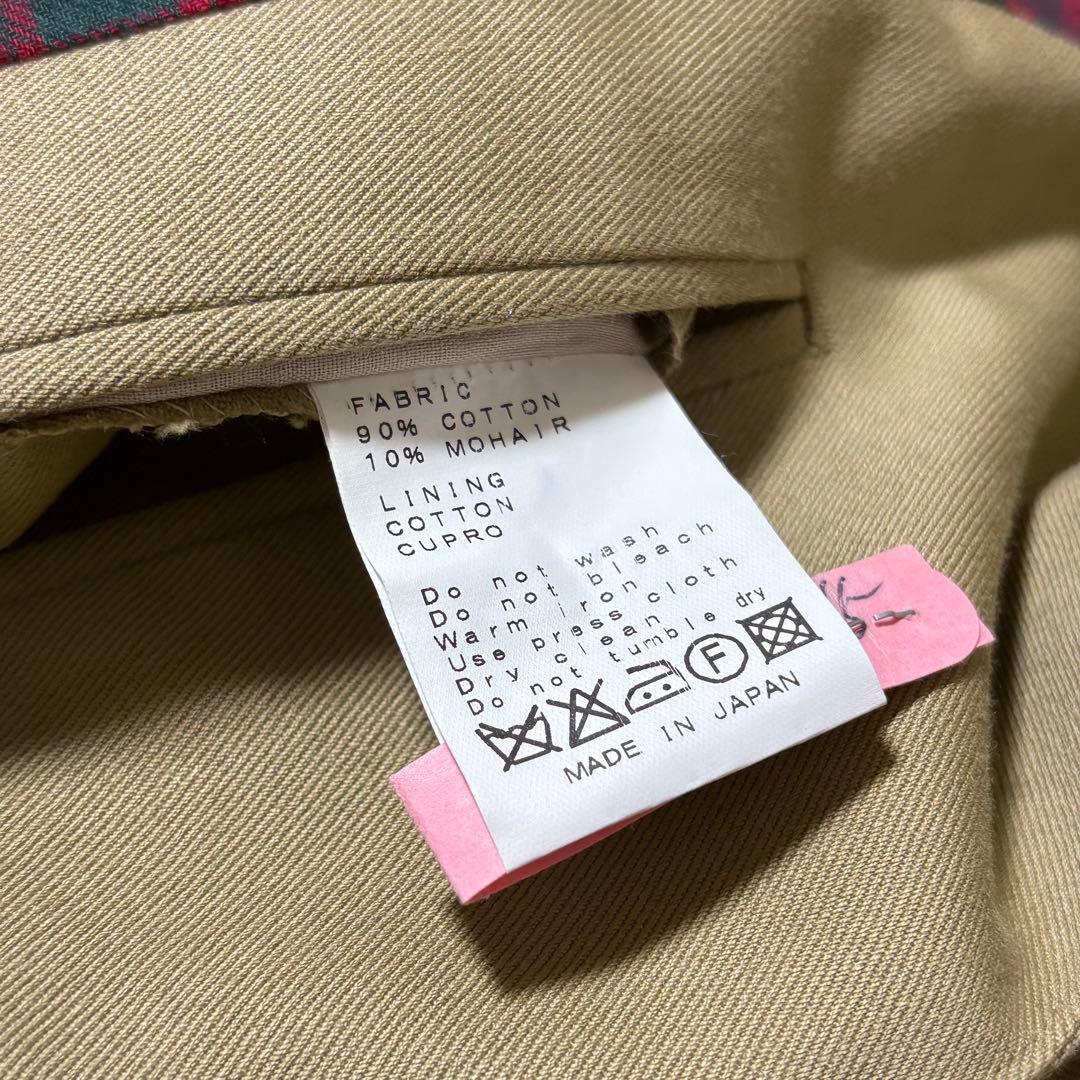 FABRIC
90% COTTON
10% MOHAIR
LINING
COTTON
CUPRO
Do not wash
Do not bleach
Warm iron
Use press cloth
Dry clean
Do not tumble dry
F
MADE IN JAPAN